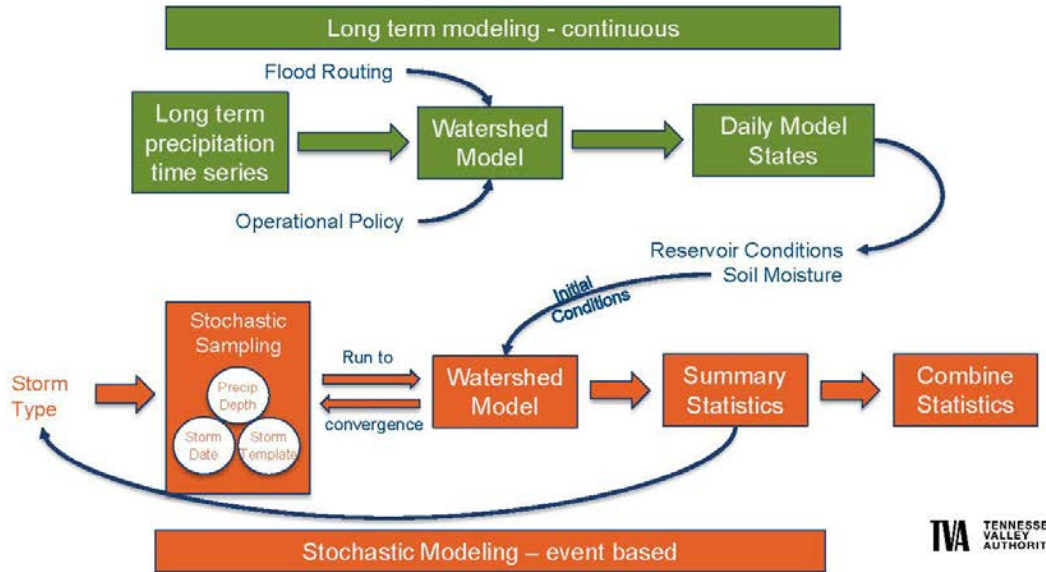 Long term modeling - continuous
Flood Routing
Long term
precipitation
time series
Watershed
Model
Daily Model
States
Operational Policy
Reservoir Conditions
Soil Moisture
Initial
Conditions
Storm
Type
Stochastic
Sampling
Precip
Depth
Storm
Date
Storm
Template
Run to
convergence
Watershed
Model
Summary
Statistics
Combine
Statistics
Stochastic Modeling – event based
TVA
TENNESSE
VALLEY
AUTHORIT